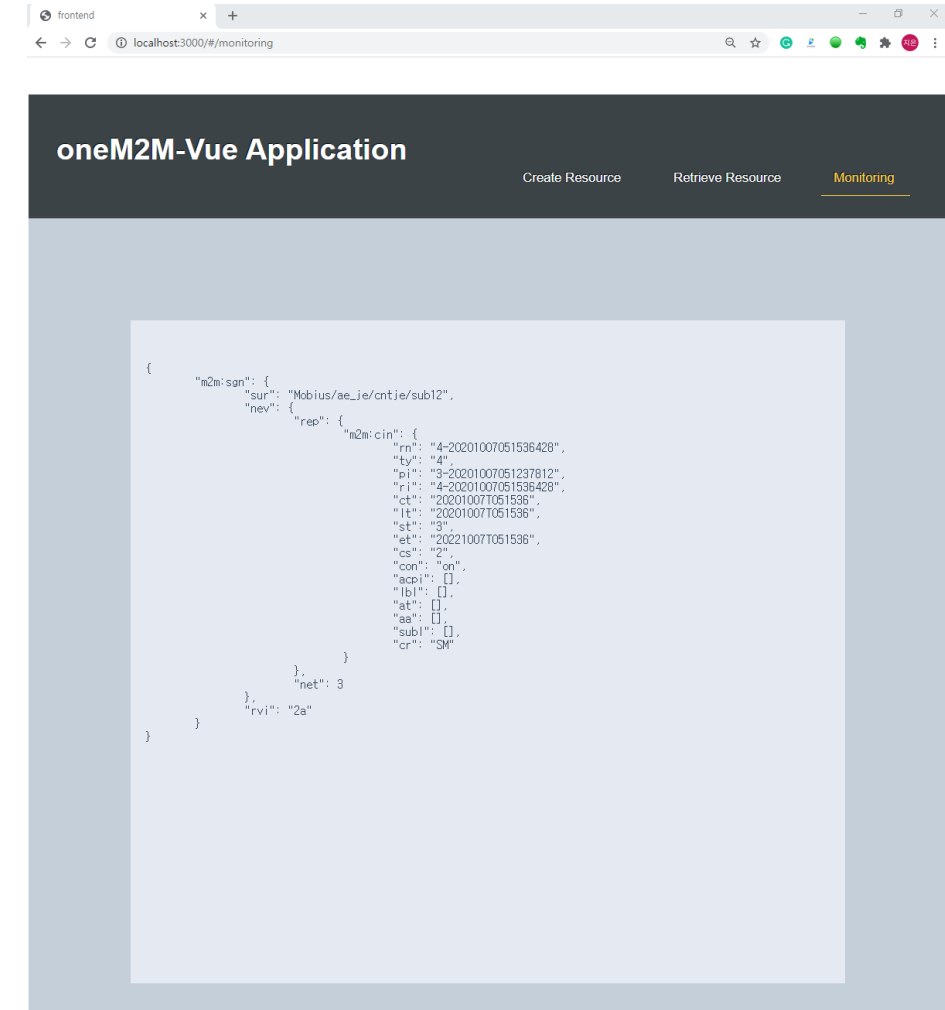 frontend
localhost:3000/#/monitoring
지은
oneM2M-Vue Application
Create Resource
Retrieve Resource
Monitoring
{
"m2m:sgn": {
"sur": "Mobius/ae_je/cntje/sub12",
"nev": {
"rep": {
"m2m:cin": {
"rn": "4-20201007051536428",
"ty": "4",
"pi": "3-20201007051237812",
"ri": "4-20201007051536428",
"ct": "20201007T051536",
"lt": "20201007T051536",
"st": "3",
"et": "20221007T051536",
"cs": "2",
"con": "on",
"acpi": [],
"lbl": [],
"at": [],
"aa": [],
"subl": [],
"cr": "SM"
}
},
"net": 3
},
"rvi": "2a"
}
}